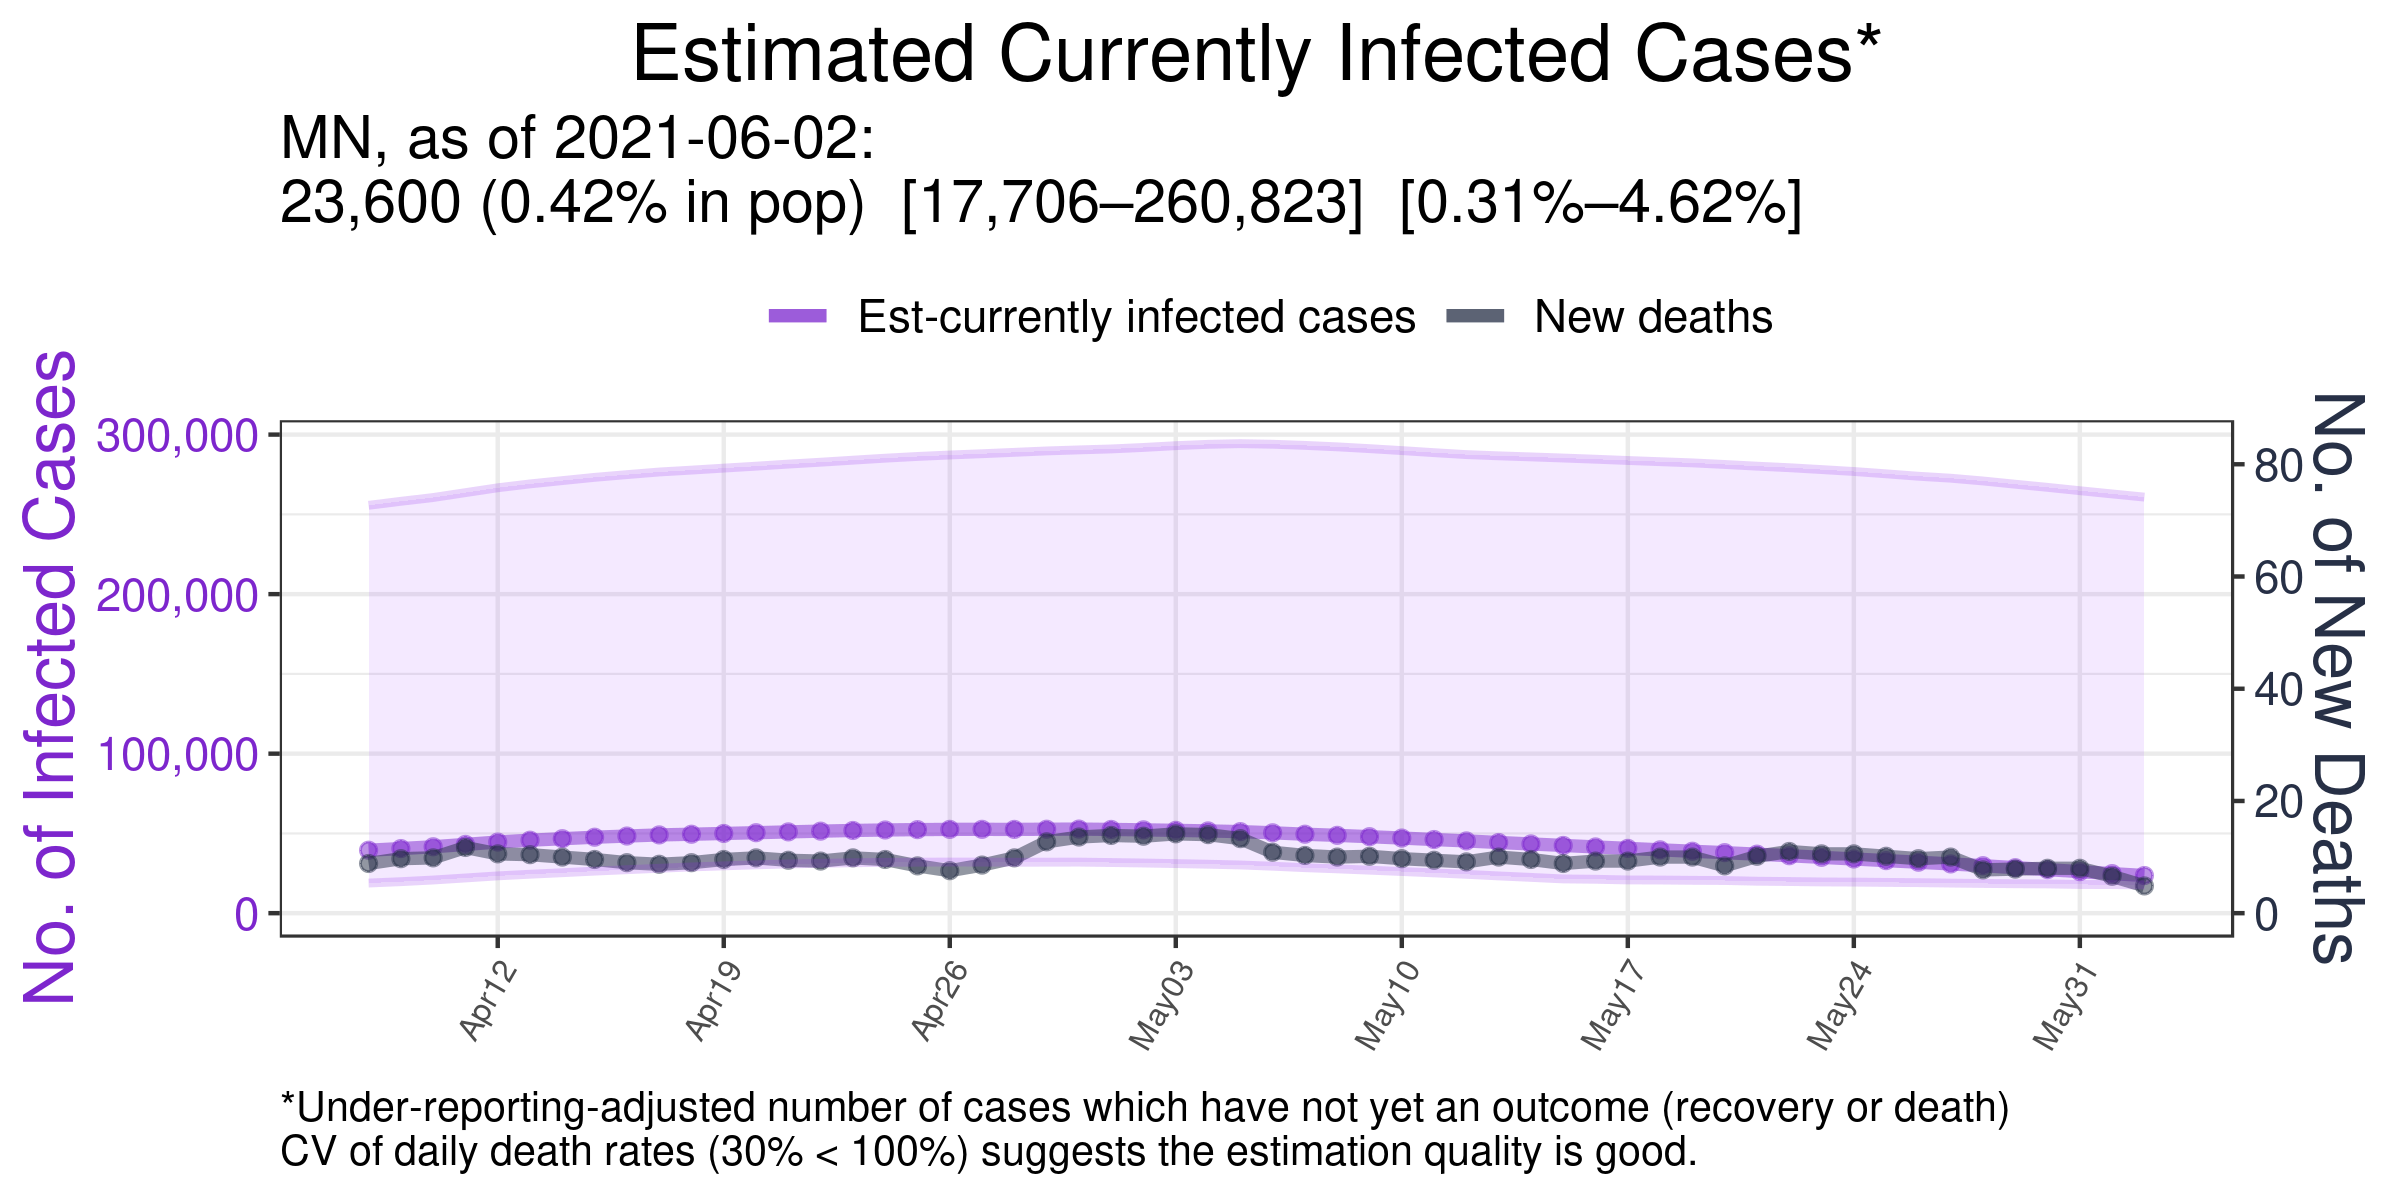 Estimated Currently Infected Cases*
MN, as of 2021-06-02:
23,600 (0.42% in pop)  [17,706–260,823]  [0.31%–4.62%]
Est-currently infected cases
New deaths
No. of Infected Cases
300,000
200,000
100,000
0
80
60
40
20
0
No. of New Deaths
Apr12
Apr19
Apr26
May03
May10
May17
May24
May31
*Under-reporting-adjusted number of cases which have not yet an outcome (recovery or death)
CV of daily death rates (30% < 100%) suggests the estimation quality is good.